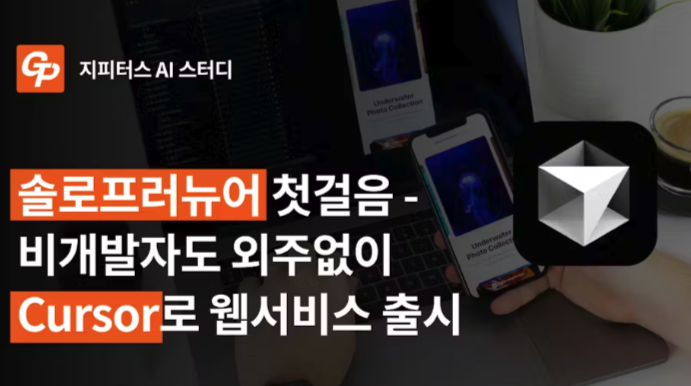 GP
지피터스 AI 스터디
Underwater
Photo Collection
Underwater
Photo Collection
솔로프러뉴어 첫걸음 -
비개발자도 외주없이
Cursor로 웹서비스 출시